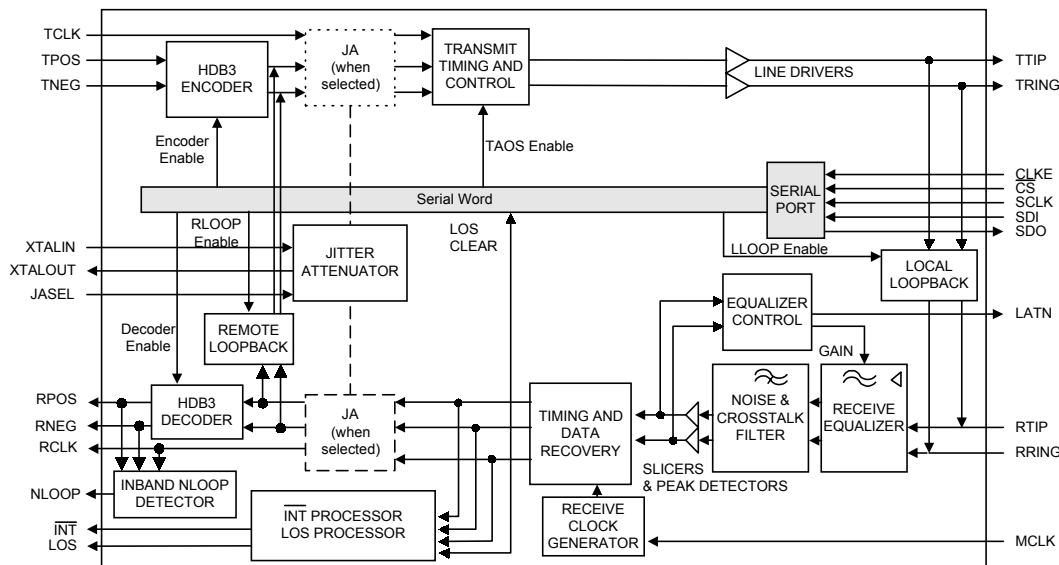 TCLK
TPOS
TNEG
HDB3
ENCODER
JA
(when
selected)
TRANSMIT
TIMING AND
CONTROL
LINE DRIVERS
TTIP
TRING
Encoder
Enable
TAOS Enable
Serial Word
SERIAL
PORT
CLKE
CS
SCLK
SDI
SDO
RLOOP
Enable
LOS
CLEAR
LLOOP Enable
XTALIN
XTALOUT
JASEL
JITTER
ATTENUATOR
LOCAL
LOOPBACK
Decoder
Enable
REMOTE
LOOPBACK
EQUALIZER
CONTROL
LATN
GAIN
RPOS
RNEG
RCLK
HDB3
DECODER
JA
(when
selected)
TIMING AND
DATA
RECOVERY
NOISE &
CROSSTALK
FILTER
RECEIVE
EQUALIZER
RTIP
RRING
SLICERS
& PEAK DETECTORS
NLOOP
INBAND NLOOP
DETECTOR
INT
LOS
INT PROCESSOR
LOS PROCESSOR
RECEIVE
CLOCK
GENERATOR
MCLK